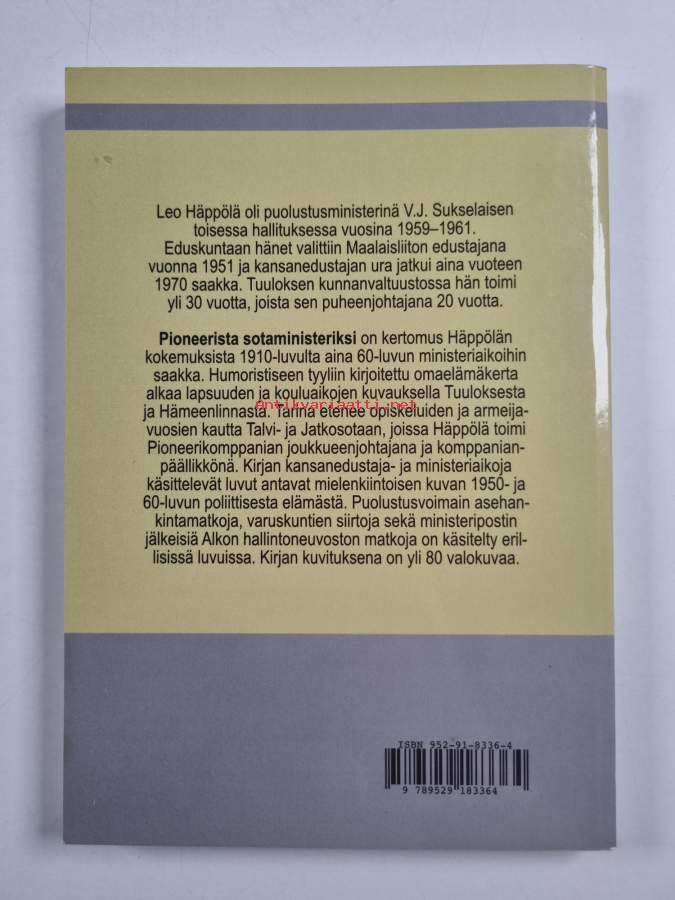 Leo Häppölä oli puolustusministerinä V.J. Sukselaisen
toisessa hallituksessa vuosina 1959–1961.
Eduskuntaan hänet valittiin Maalaisliiton edustajana
vuonna 1951 ja kansanedustajan ura jatkui aina vuoteen
1970 saakka. Tuuloksen kunnanvaltuustossa hän toimi
yli 30 vuotta, joista sen puheenjohtajana 20 vuotta.
Pioneerista sotaministeriksi on kertomus Häppölän
kokemuksista 1910-luvulta aina 60-luvun ministeriaikoihin
saakka. Humoristiseen tyyliin kirjoitettu omaelämäkerta
alkaa lapsuuden ja kouluaikojen kuvauksella Tuuloksesta
ja Hämeenlinnasta. Tarina etenee opiskeluiden ja armeija-
Antikvariaatti.net
vuosien kautta Talvi- ja Jatkosotaan, joissa Häppölä toimi
Pioneerikomppanian joukkueenjohtajana ja komppanian-
päällikkönä. Kirjan kansanedustaja- ja ministeriaikoja
käsittelevät luvut antavat mielenkiintoisen kuvan 1950- ja
60-luvun poliittisesta elämästä. Puolustusvoimain asehan-
kintamatkoja, varuskuntien siirtoja sekä ministeripostin
jälkeisiä Alkon hallintoneuvoston matkoja on käsitelty eril-
lisissä luvuissa. Kirjan kuvituksena on yli 80 valokuvaa.
ISBN 952-91-8336-4
9 789529 183364